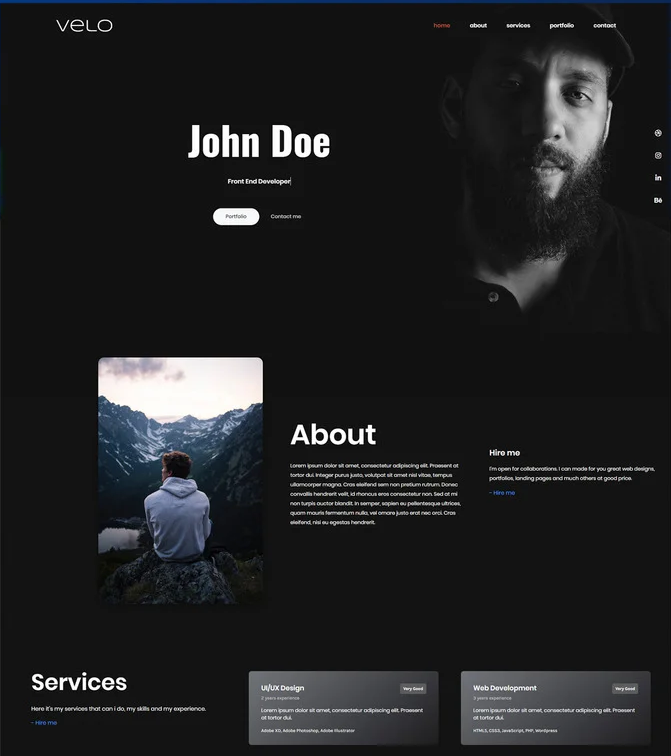 VELO
home about services portfolio contact
John Doe
Front End Developer
Portfolio Contact me
Bē
in
About
Lorem ipsum dolor sit amet, consectetur adipiscing elit. Praesent at
tortor dui. Integer purus justo, volutpat sit amet nisl vitae, tempus
ullamcorper magna. Cras eleifend sem non pretium rutrum. Donec
convallis hendrerit velit, id rhoncus eros consectetur non. Sed at mi
non turpis auctor blandit. In semper, sapien eu pellentesque ultrices,
quam mauris fermentum nulla, vel ornare justo erat nec orci. Cras
eleifend, nisi eu egestas hendrerit.
Hire me
I'm open for collaborations. I can made for you great web designs,
portfolios, landing pages and much others at good price.
- Hire me
Services
Here it's my services that can i do, my skills and my experience.
- Hire me
UI/UX Design
Very Good
2 years experience
Lorem ipsum dolor sit amet, consectetur adipiscing elit. Praesent
at tortor dui.
Adobe XD, Adobe Photoshop, Adobe Illustrator
Web Development
Very Good
3 years experience
Lorem ipsum dolor sit amet, consectetur adipiscing elit. Praesent
at tortor dui.
HTML5, CSS3, JavaScript, PHP, Wordpress